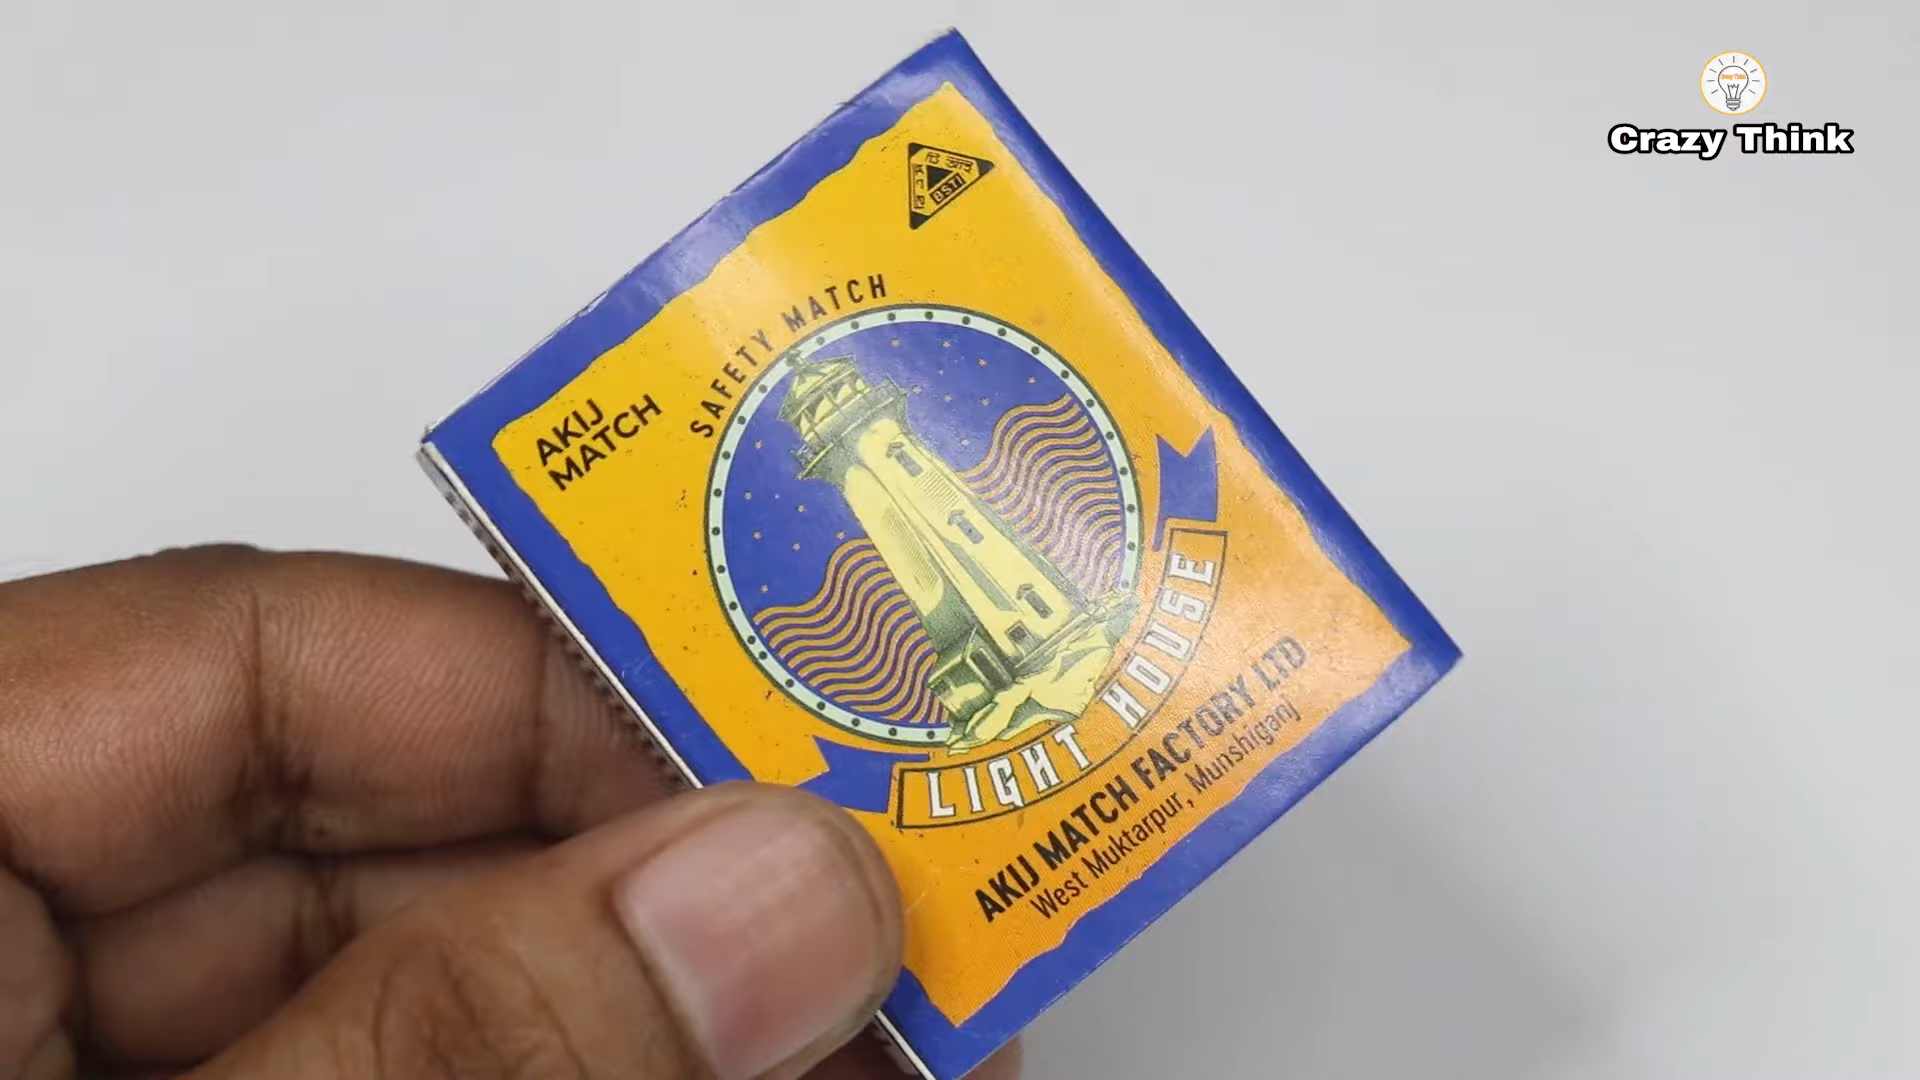 Crazy Think
BSTI
SAFETY MATCH
AKIJ
MATCH
LIGHT HOUSE
AKIJ MATCH FACTORY LTD
West Muktarpur, Munshiganj